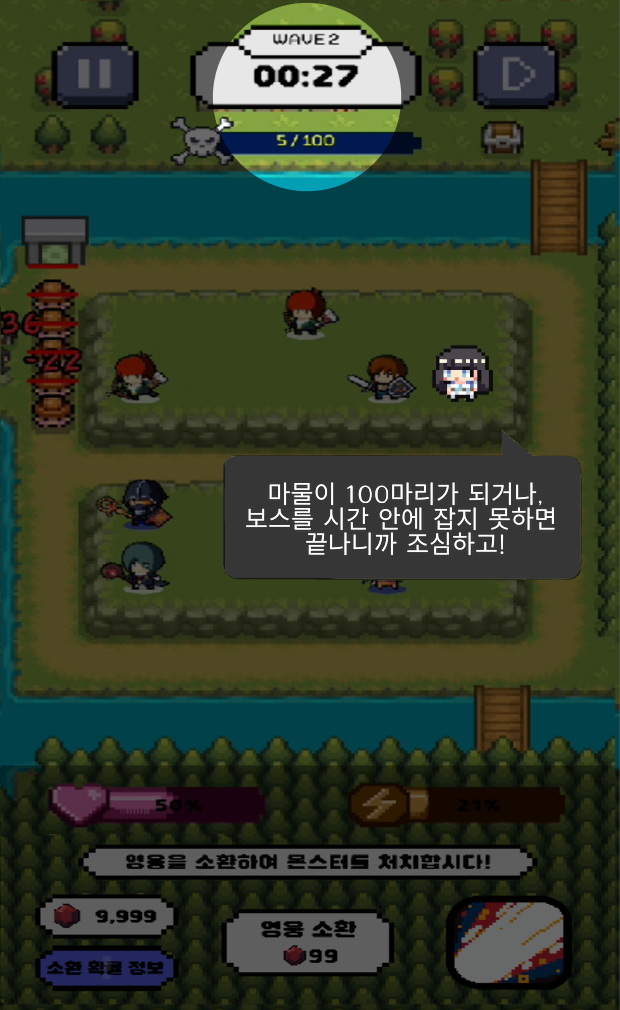 WAVE 2
00:27
5/100
36
-22
마물이 100마리가 되거나,
보스를 시간 안에 잡지 못하면
끝나니까 조심하고!
50%
21%
영웅을 소환하여 몬스터를 처치합시다!
9,999
영웅 소환
99
소환 확률 정보